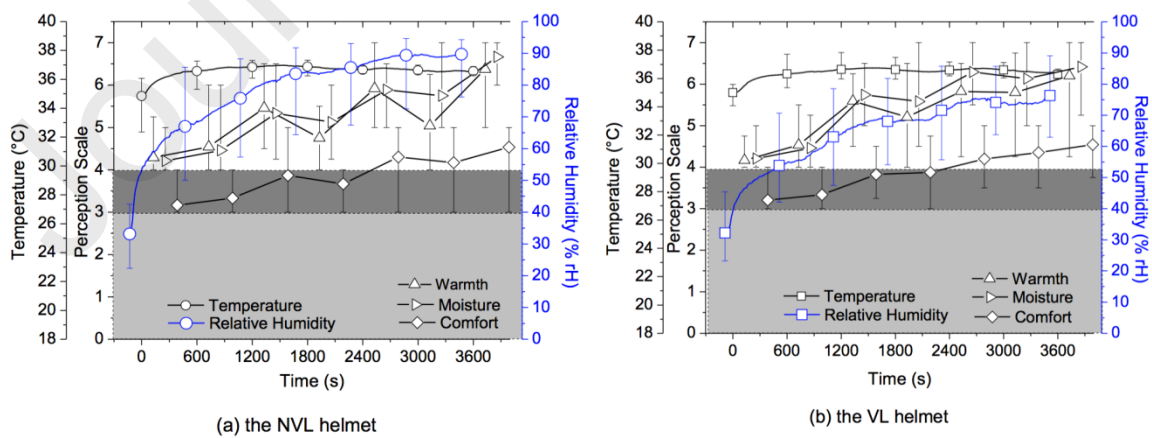 Jour
40
38
36
34
32
30
28
26
24
22
20
18
Temperature (°C)
7
6
5
4
3
2
1
0
Perception Scale
100
90
80
70
60
50
40
30
20
10
0
Relative Humidity (% rH)
Temperature
Relative Humidity
Warmth
Moisture
Comfort
0 600 1200 1800 2400 3000 3600
Time (s)
(a) the NVL helmet
40
38
36
34
32
30
28
26
24
22
20
18
Temperature (°C)
7
6
5
4
3
2
1
0
Perception Scale
100
90
80
70
60
50
40
30
20
10
0
Relative Humidity (% rH)
Temperature
Relative Humidity
Warmth
Moisture
Comfort
0 600 1200 1800 2400 3000 3600
Time (s)
(b) the VL helmet